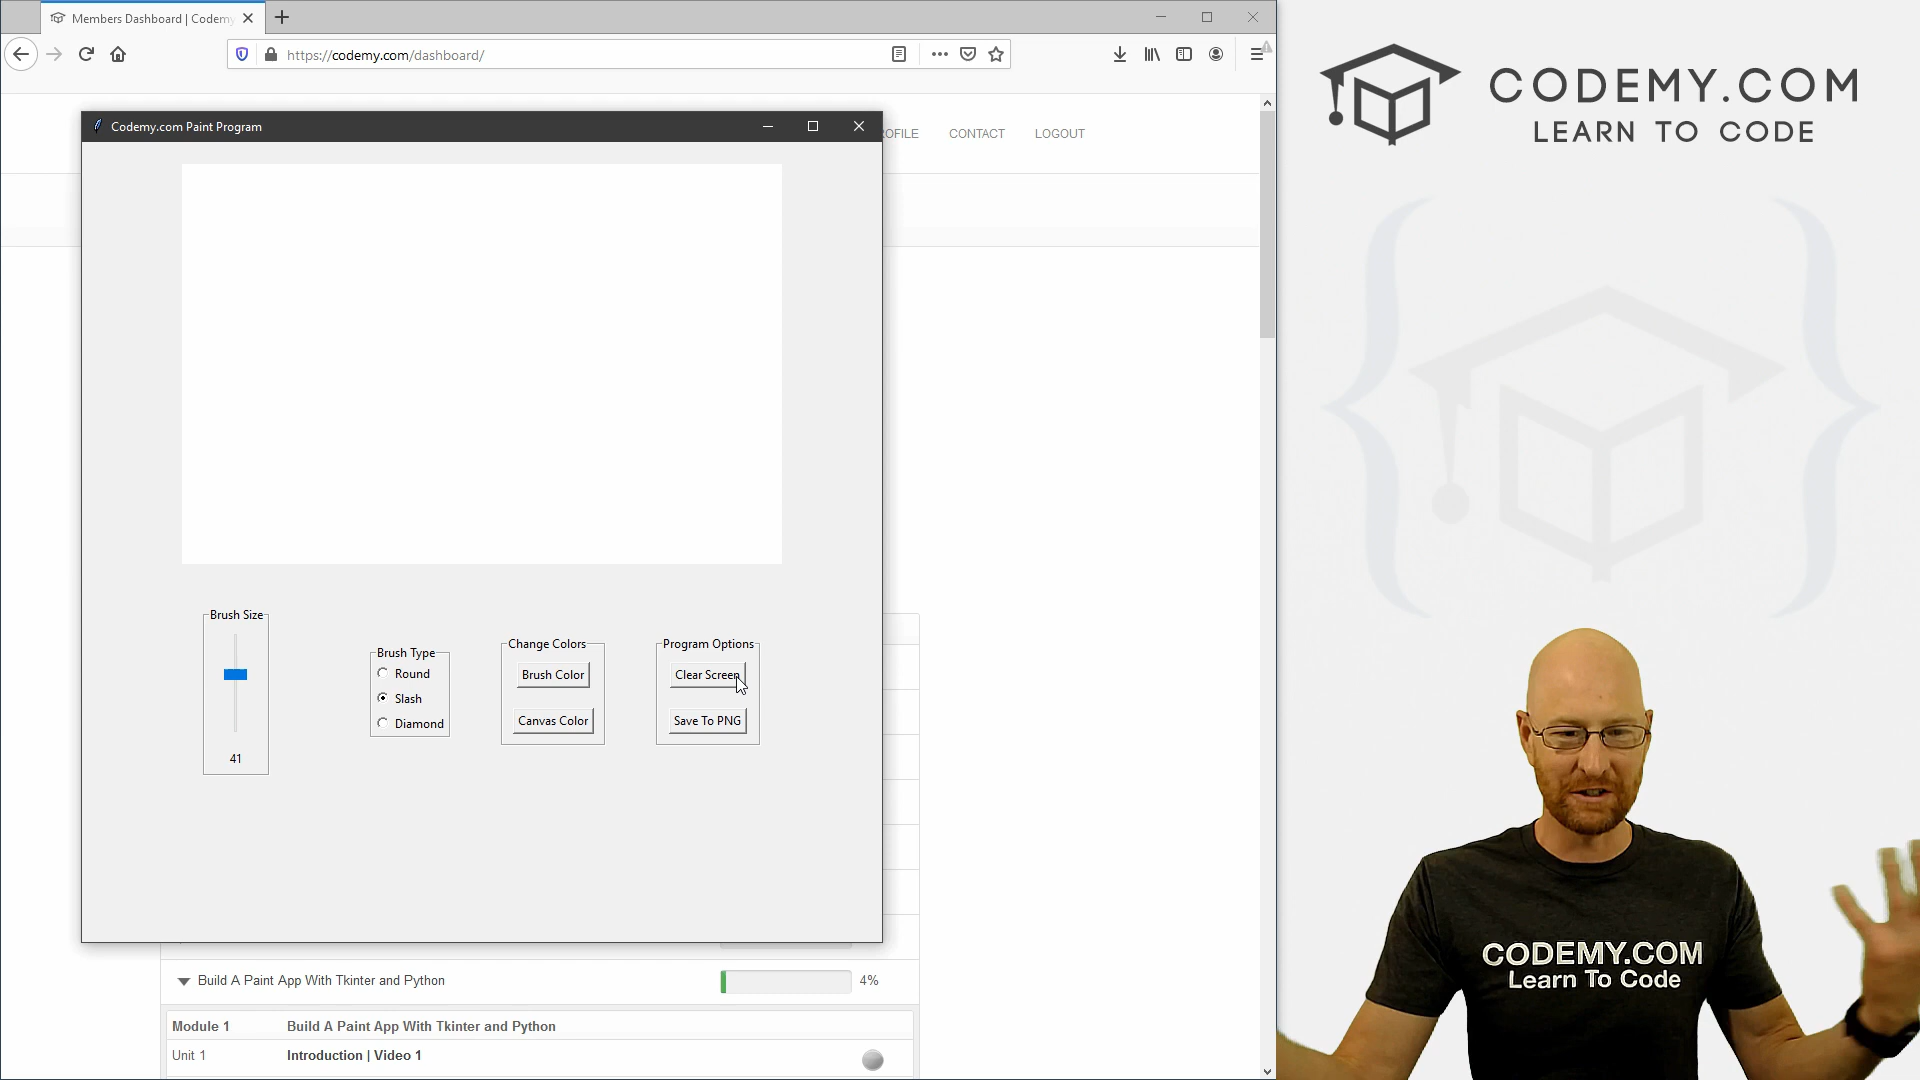 Members Dashboard | Codemy
https://codemy.com/dashboard/
CODEMY.COM
LEARN TO CODE
Codemy.com Paint Program
OFILE
CONTACT
LOGOUT
Brush Size
41
Brush Type
Round
Slash
Diamond
Change Colors
Brush Color
Canvas Color
Program Options
Clear Screen
Save To PNG
Build A Paint App With Tkinter and Python
4%
Module 1
Build A Paint App With Tkinter and Python
Unit 1
Introduction | Video 1
CODEMY.COM
Learn To Code